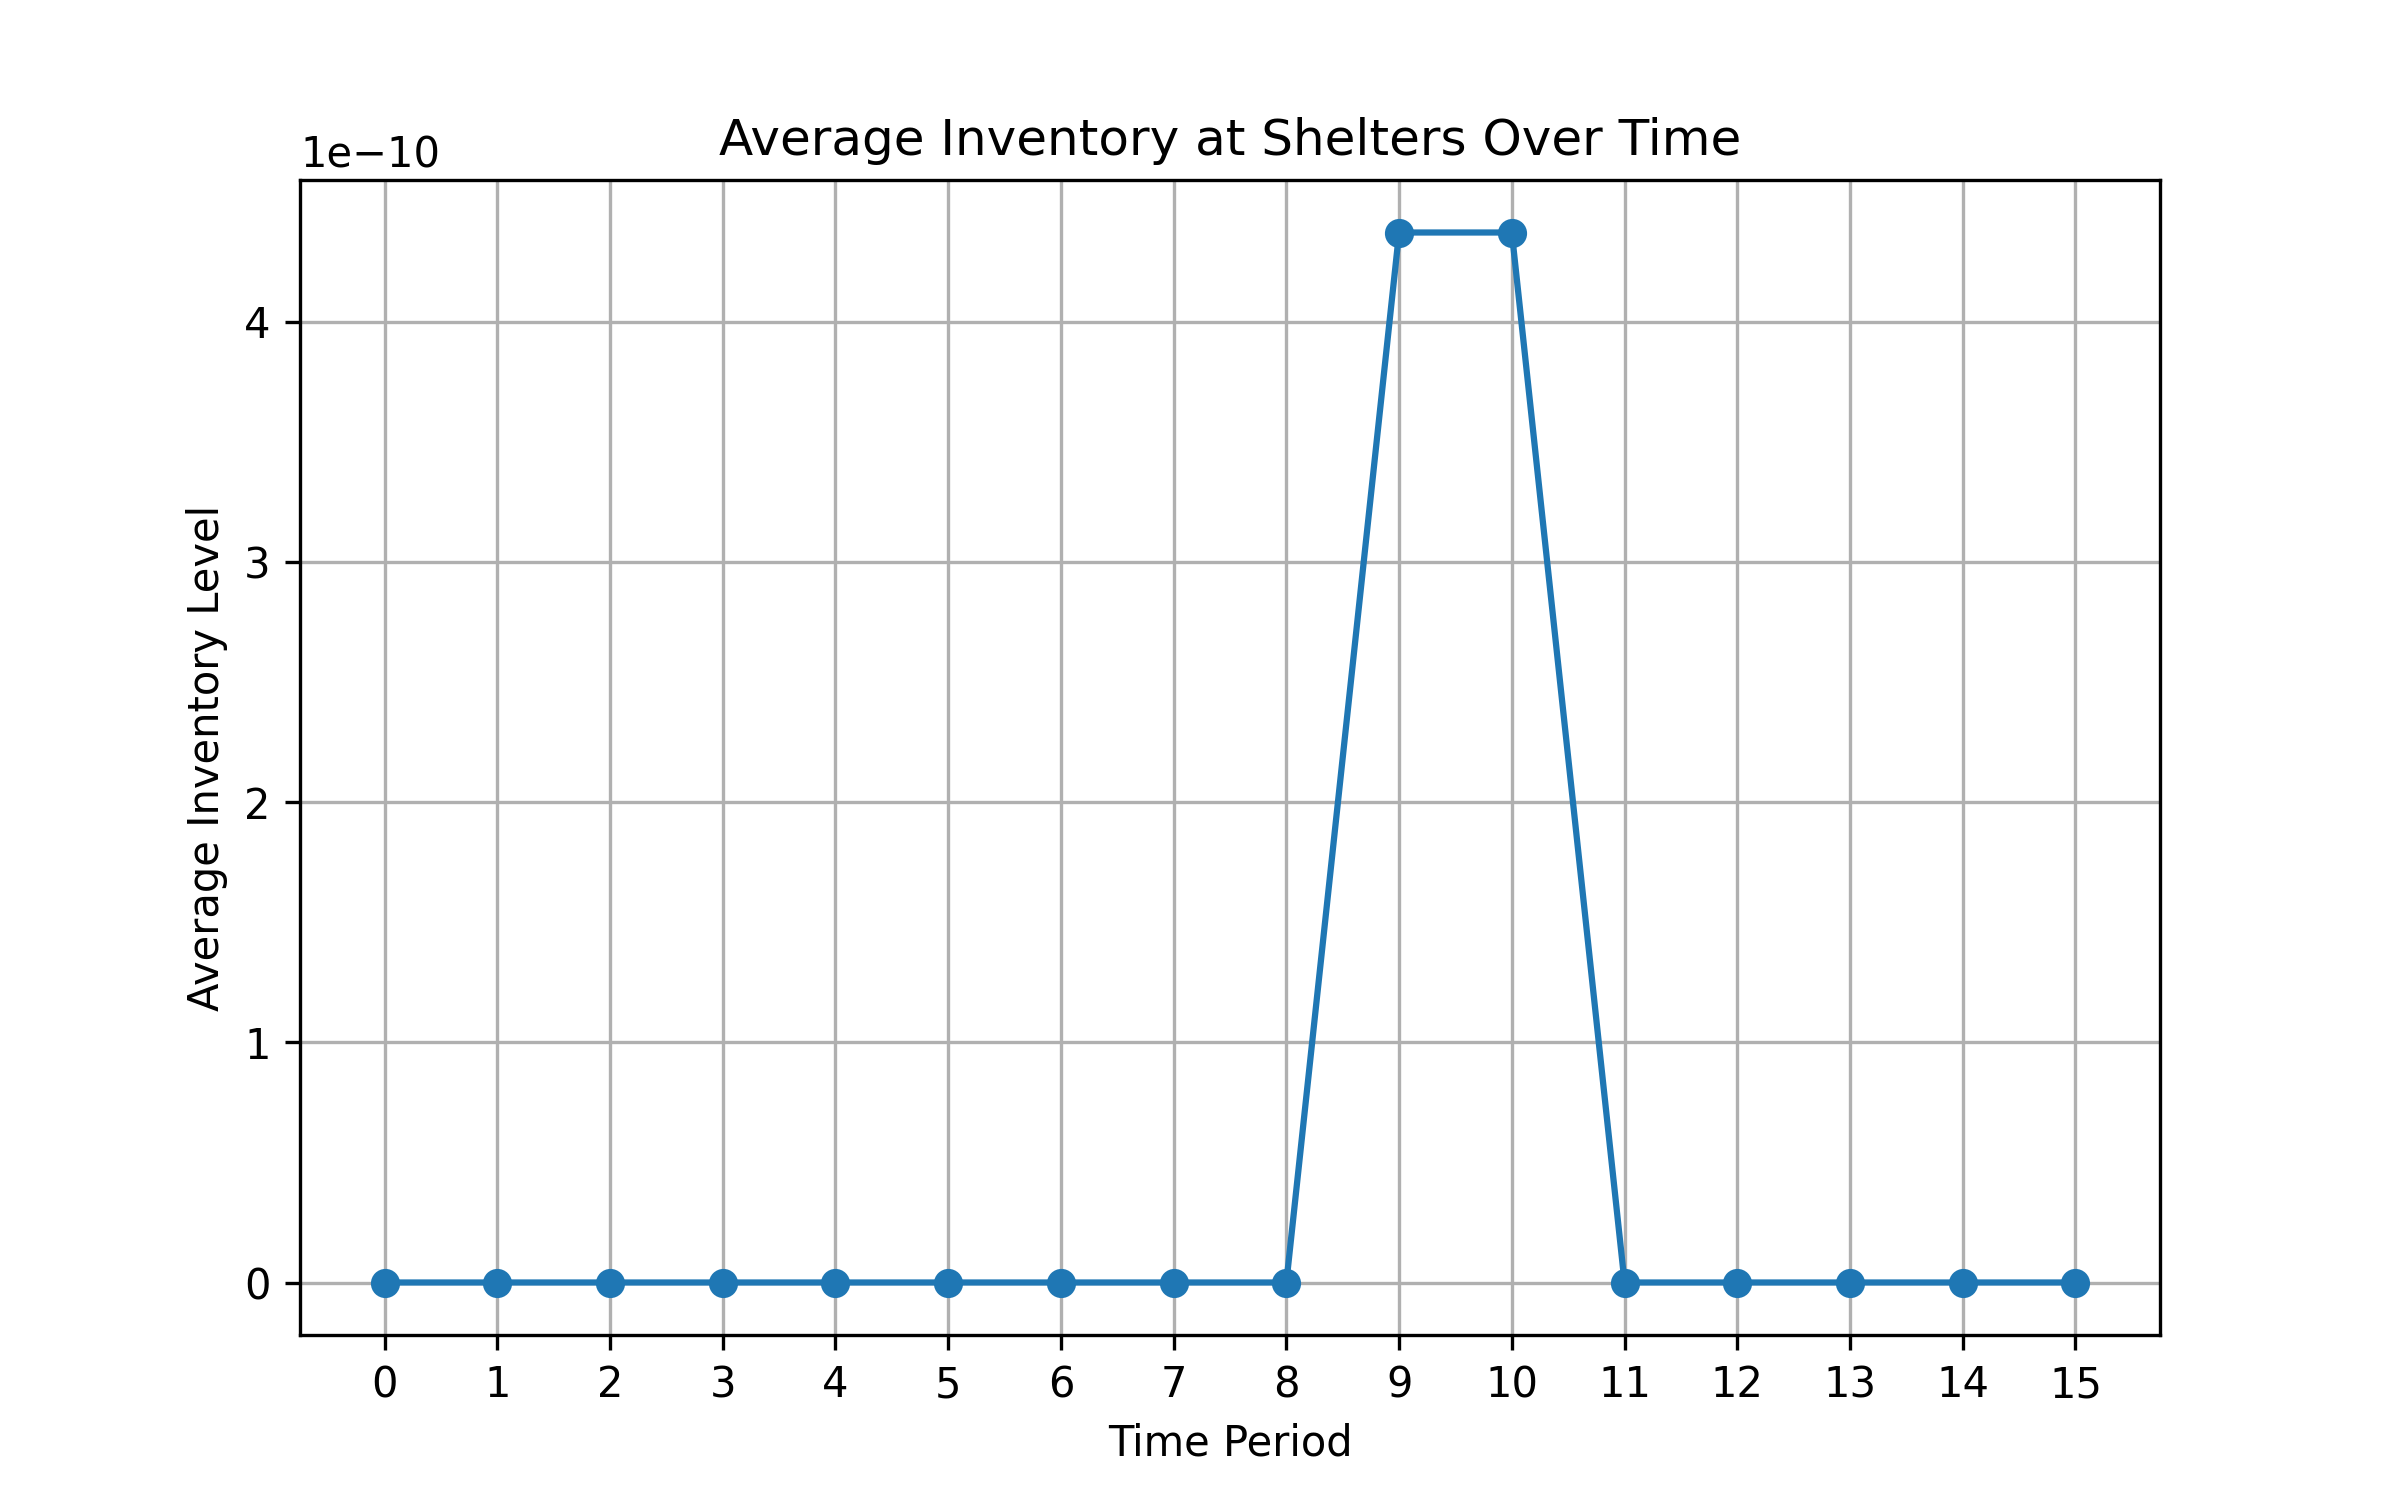 Average Inventory at Shelters Over Time
1e−10
Average Inventory Level
4
3
2
1
0
0 1 2 3 4 5 6 7 8 9 10 11 12 13 14 15
Time Period